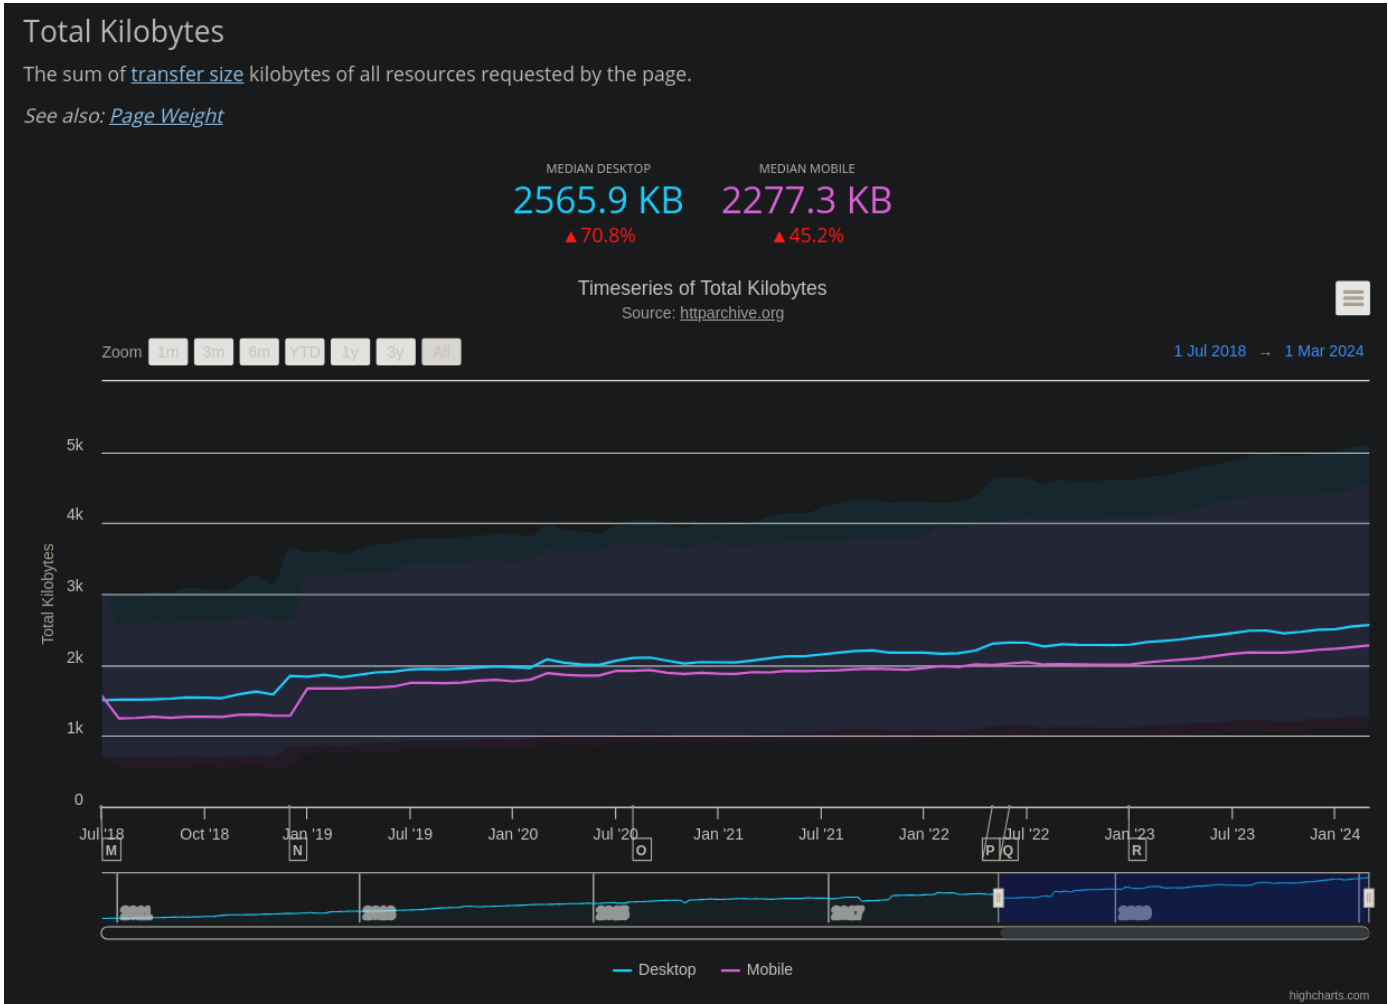 Total Kilobytes
The sum of transfer size kilobytes of all resources requested by the page.
See also: Page Weight
MEDIAN DESKTOP MEDIAN MOBILE
2565.9 KB 2277.3 KB
▲70.8% ▲45.2%
Timeseries of Total Kilobytes
Source: httparchive.org
Zoom 1m 3m 6m YTD 1y 3y All 1 Jul 2018 → 1 Mar 2024
Total Kilobytes
5k
4k
3k
2k
1k
0
Jul '18 Oct '18 Jan '19 Jul '19 Jan '20 Jul '20 Jan '21 Jul '21 Jan '22 Jul '22 Jan '23 Jul '23 Jan '24
M N O P Q R
Desktop Mobile
highcharts.com